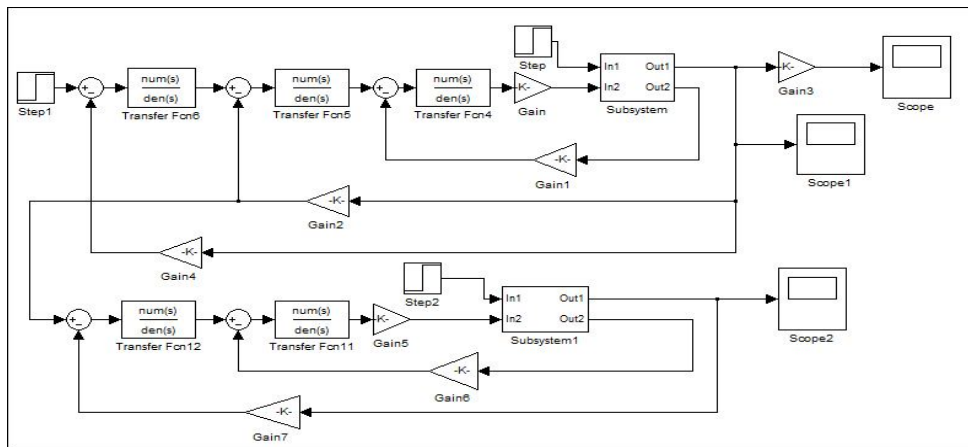 Step1
+
-
num(s)
den(s)
Transfer Fcn6
+
-
num(s)
den(s)
Transfer Fcn5
+
-
num(s)
den(s)
Transfer Fcn4
K-
Gain
Step
In1
In2
Out1
Out2
Subsystem
K-
Gain3
Scope
Scope1
-K-
Gain1
-K-
Gain2
-K-
Gain4
+
-
num(s)
den(s)
Transfer Fcn12
+
-
num(s)
den(s)
Transfer Fcn11
K-
Gain5
Step2
In1
In2
Out1
Out2
Subsystem1
Scope2
-K-
Gain6
-K-
Gain7